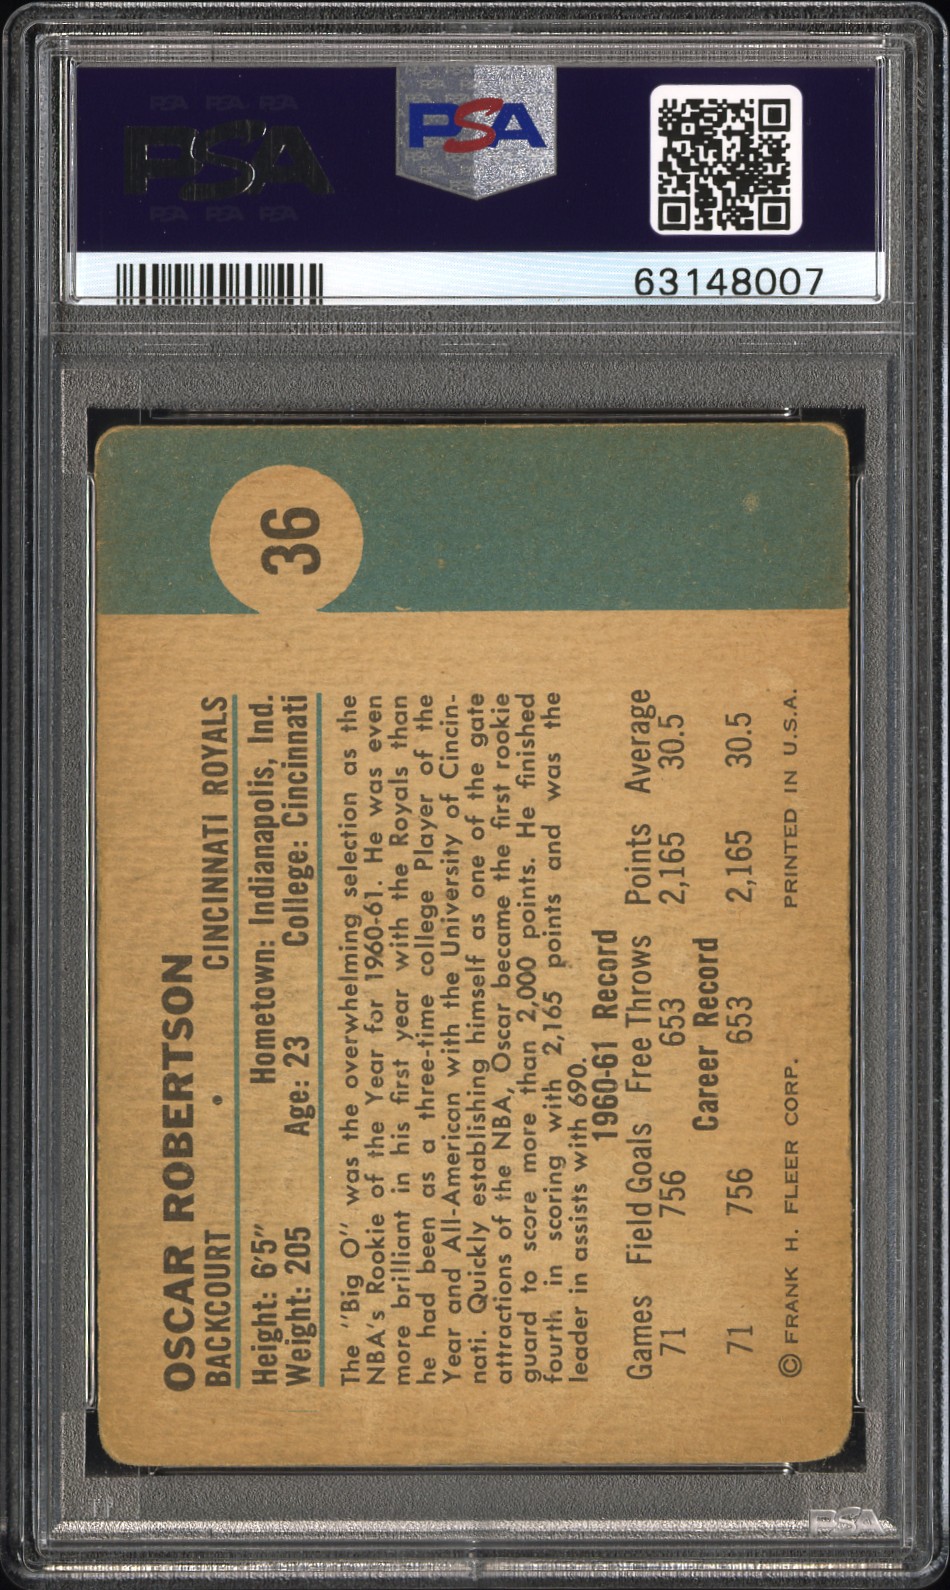 PSA PSA PSA
PSA
PSA PSA PSA
PSA
63148007
36
OSCAR ROBERTSON
BACKCOURT CINCINNATI ROYALS
Height: 6'5" Hometown: Indianapolis, Ind.
Weight: 205 Age: 23 College: Cincinnati
The "Big O" was the overwhelming selection as the
NBA's Rookie of the Year for 1960-61. He was even
more brilliant in his first year with the Royals than
he had been as a three-time college Player of the
Year and All-American with the University of Cincin-
nati. Quickly establishing himself as one of the gate
attractions of the NBA, Oscar became the first rookie
guard to score more than 2,000 points. He finished
fourth in scoring with 2,165 points and was the
leader in assists with 690.
1960-61 Record
Games Field Goals Free Throws Points Average
71 756 653 2,165 30.5
Career Record
71 756 653 2,165 30.5
© FRANK H. FLEER CORP. PRINTED IN U.S.A.
PSA